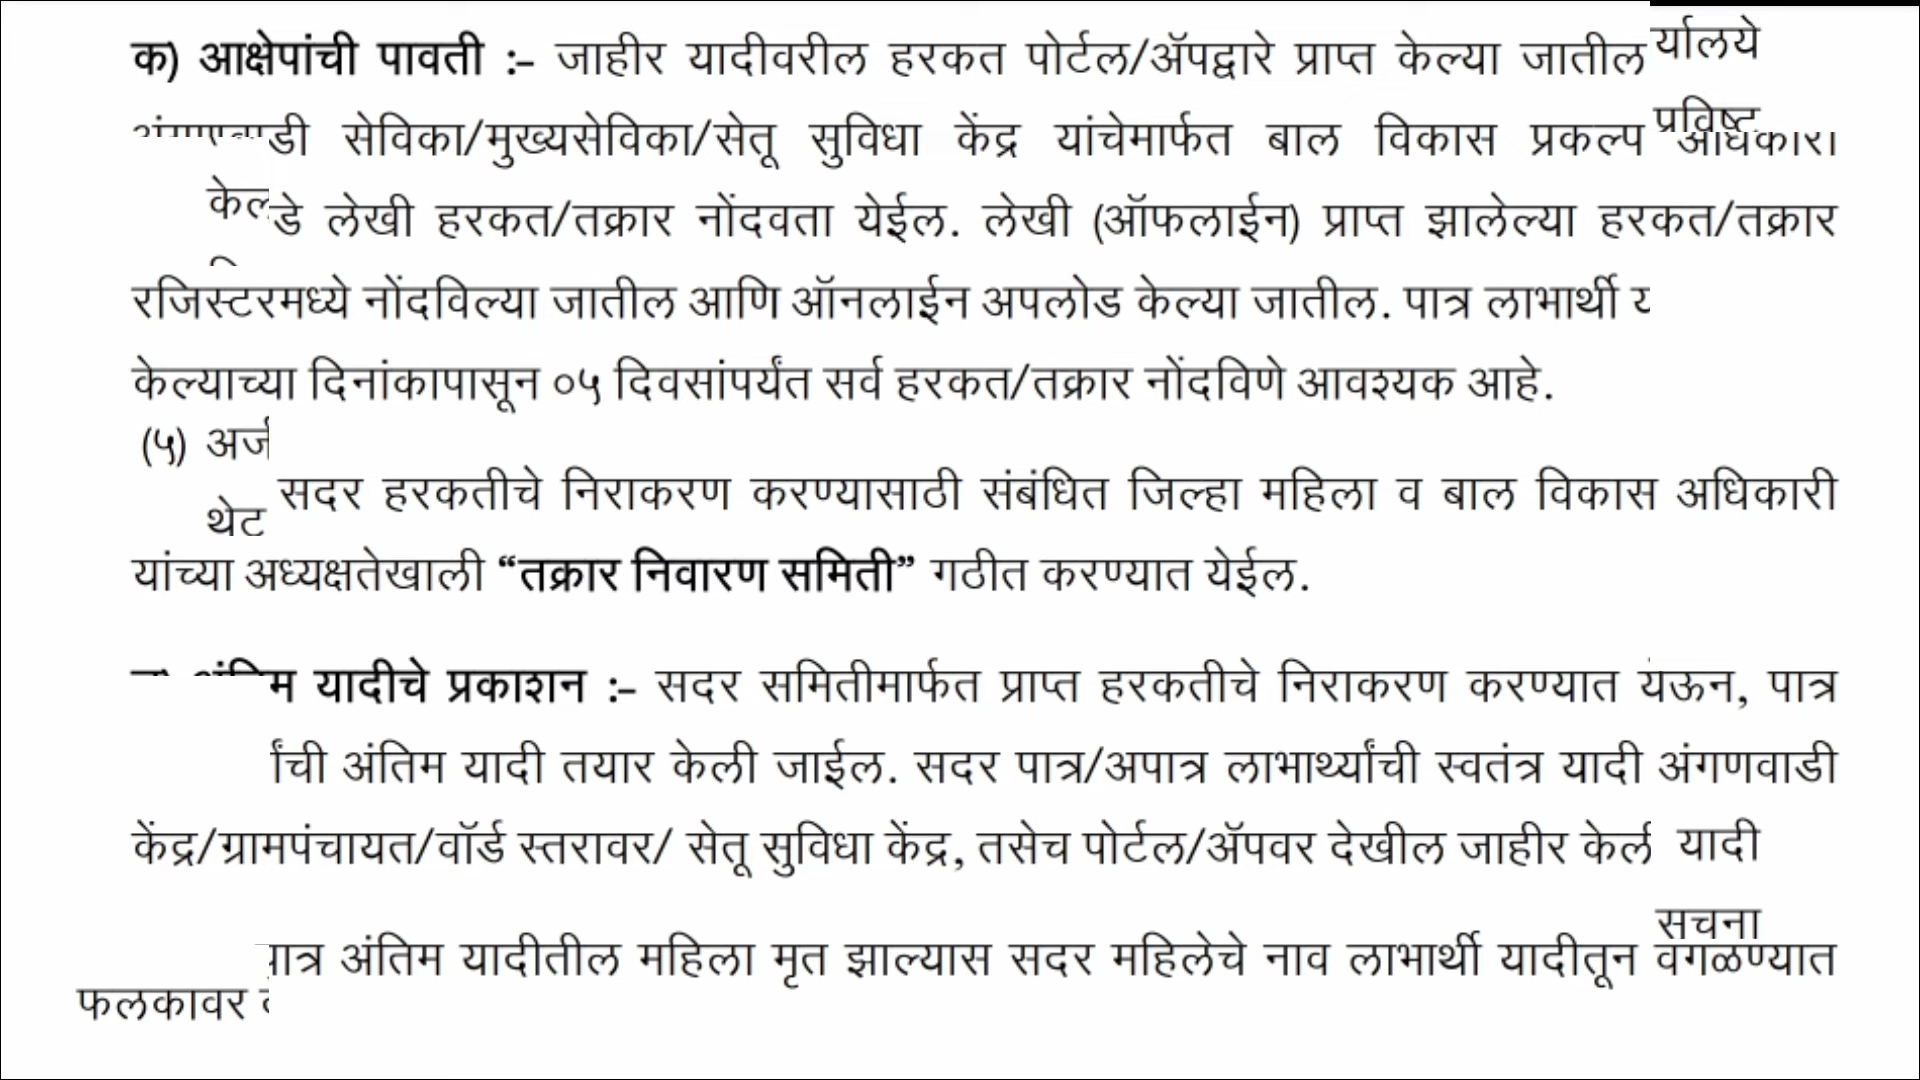 क) आक्षेपांची पावती :- जाहीर यादीवरील हरकत पोर्टल/ॲपद्वारे प्राप्त केल्या जातील
र्यालये
प्रविष्ट
सेविका/मुख्यसेविका/सेतू सुविधा केंद्र यांचेमार्फत बाल विकास प्रकल्प अधिकारी
लेखी हरकत/तक्रार नोंदवता येईल. लेखी (ऑफलाईन) प्राप्त झालेल्या हरकत/तक्रार
रजिस्टरमध्ये नोंदविल्या जातील आणि ऑनलाईन अपलोड केल्या जातील. पात्र लाभार्थी
केल्याच्या दिनांकापासून ०५ दिवसांपर्यंत सर्व हरकत/तक्रार नोंदविणे आवश्यक आहे.
(५) अर्ज
सदर हरकतीचे निराकरण करण्यासाठी संबंधित जिल्हा महिला व बाल विकास अधिकारी
थेट
यांच्या अध्यक्षतेखाली “तक्रार निवारण समिती” गठीत करण्यात येईल.
यादीचे प्रकाशन :- सदर समितीमार्फत प्राप्त हरकतीचे निराकरण करण्यात येऊन, पात्र
अंतिम यादी तयार केली जाईल. सदर पात्र/अपात्र लाभार्थ्यांची स्वतंत्र यादी अंगणवाडी
केंद्र/ग्रामपंचायत/वॉर्ड स्तरावर/ सेतू सुविधा केंद्र, तसेच पोर्टल/ॲपवर देखील जाहीर
यादी
पात्र अंतिम यादीतील महिला मृत झाल्यास सदर महिलेचे नाव लाभार्थी यादीतून वगळण्यात
फलकावर